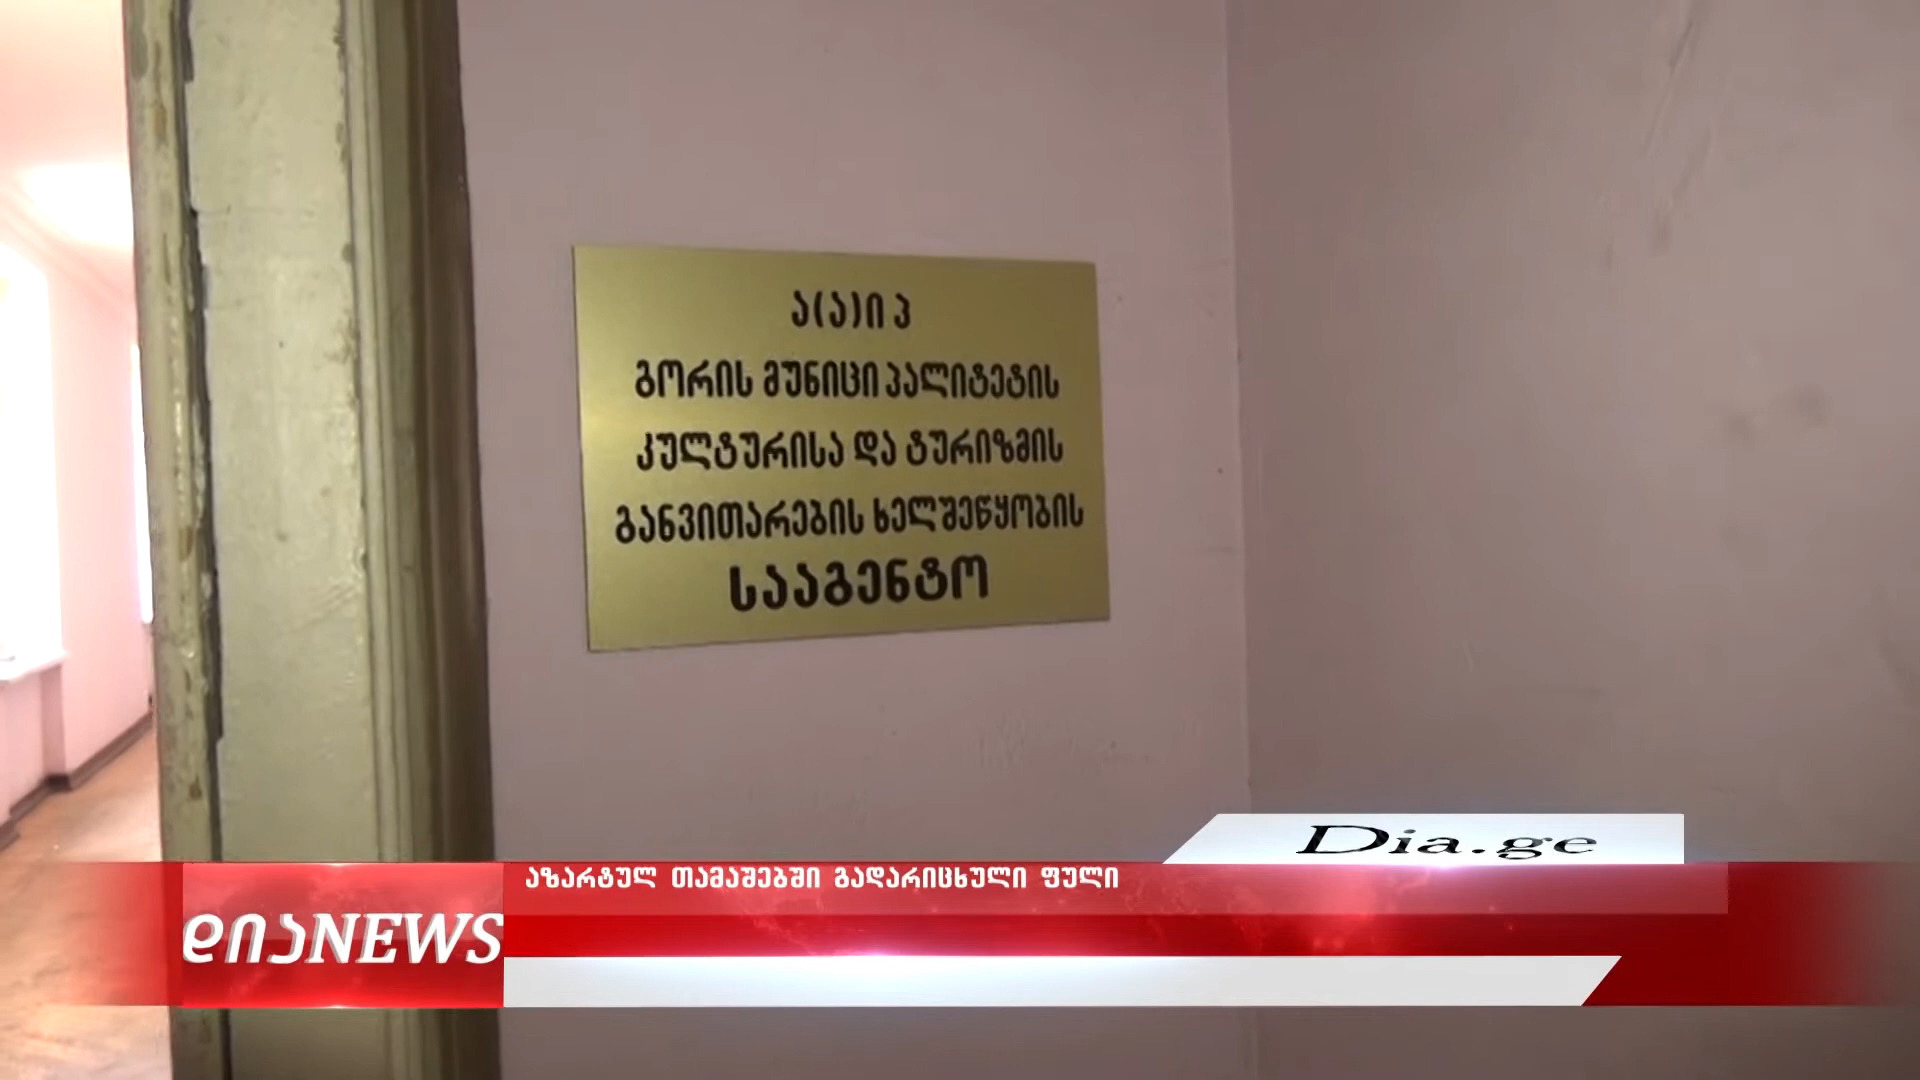 ა(ა)იპ
გორის მუნიციპალიტეტის
კულტურისა და ტურიზმის
განვითარების ხელშეწყობის
სააგენტო
Dia.ge
აზარტულ თამაშებში გადარიცხული ფული
დიაNEWS